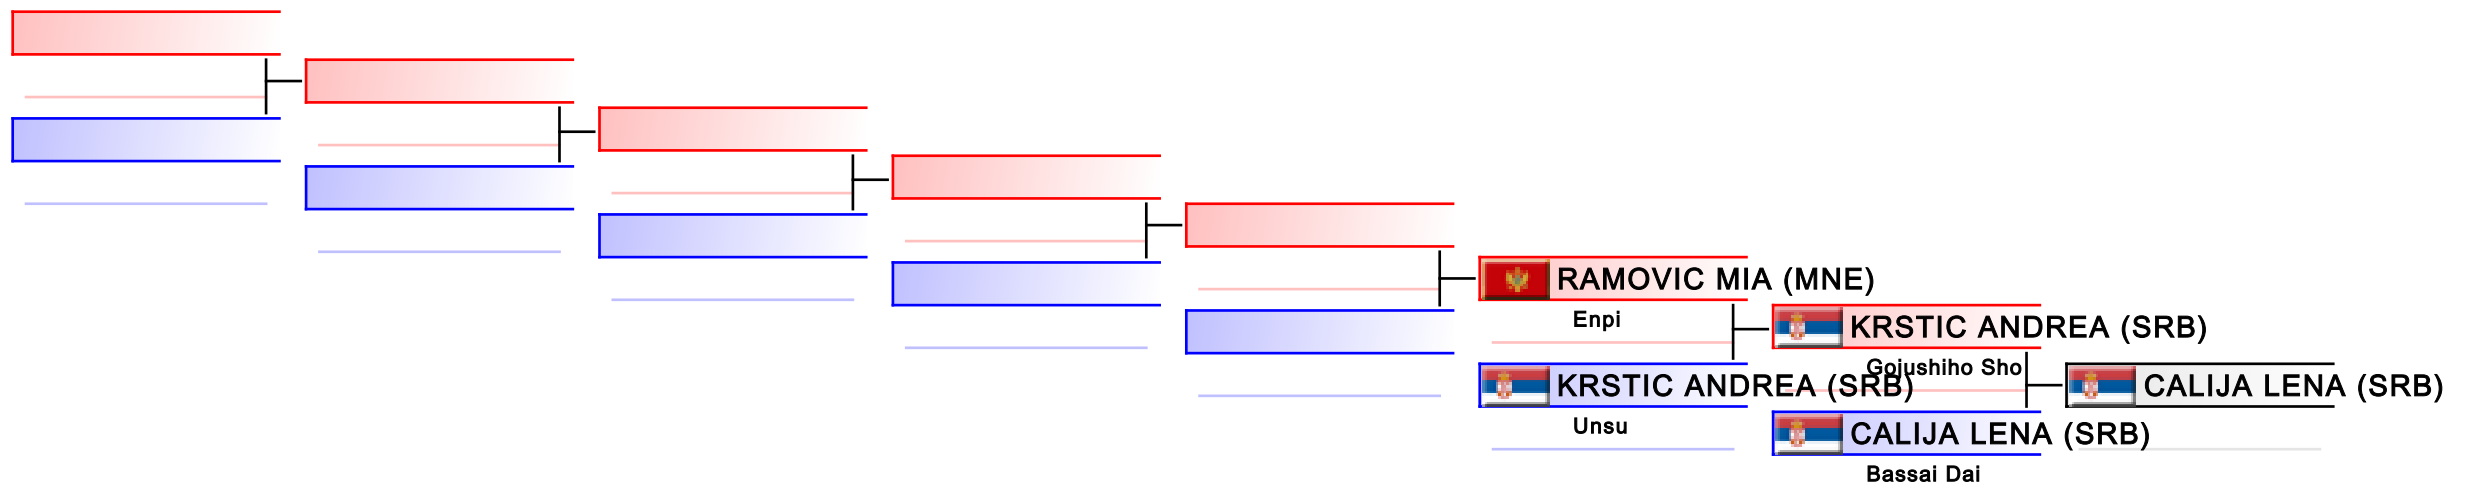 RAMOVIC MIA (MNE)
Enpi
KRSTIC ANDREA (SRB)
Unsu
KRSTIC ANDREA (SRB)
Gojushiho Sho
CALIJA LENA (SRB)
Bassai Dai
CALIJA LENA (SRB)